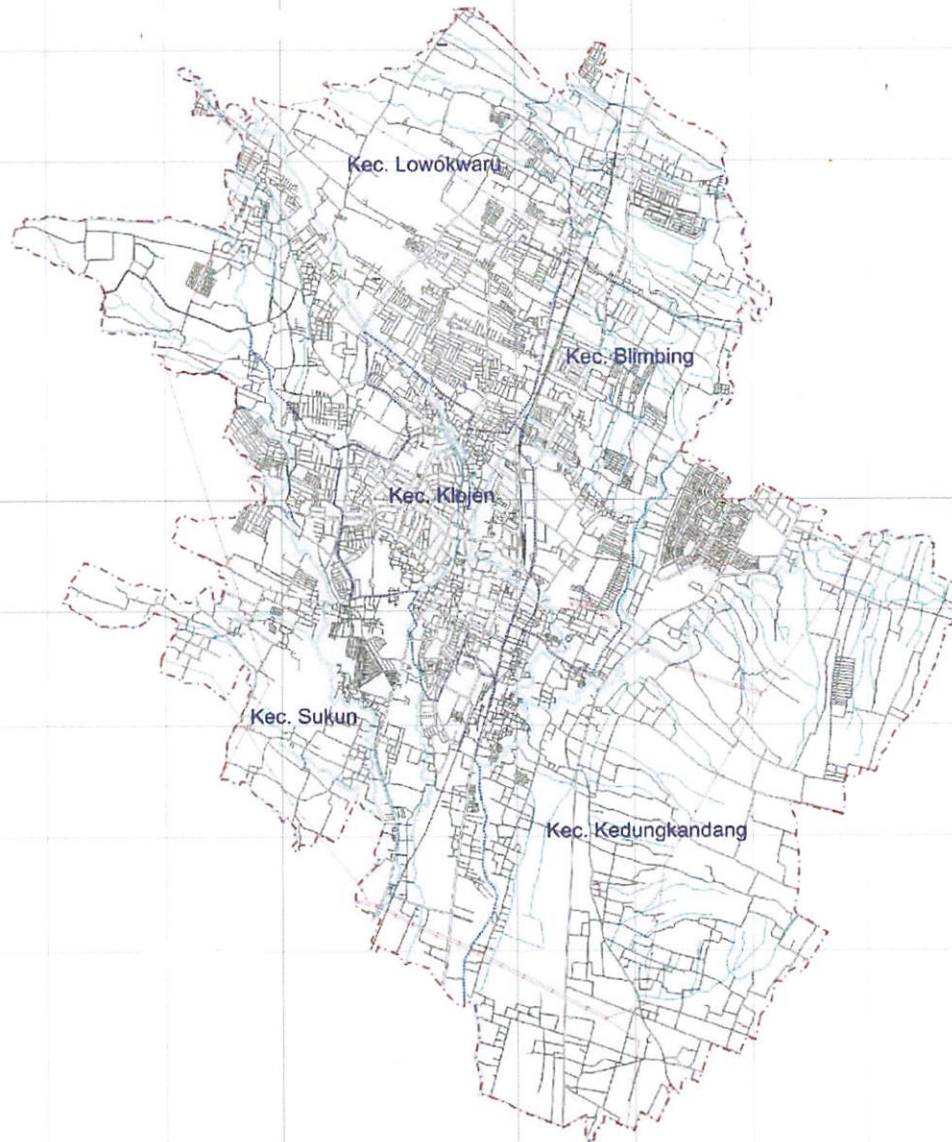 Kec. Lowokwaru
Kec. Blimbing
Kec. Klojen
Kec. Sukun
Kec. Kedungkandang